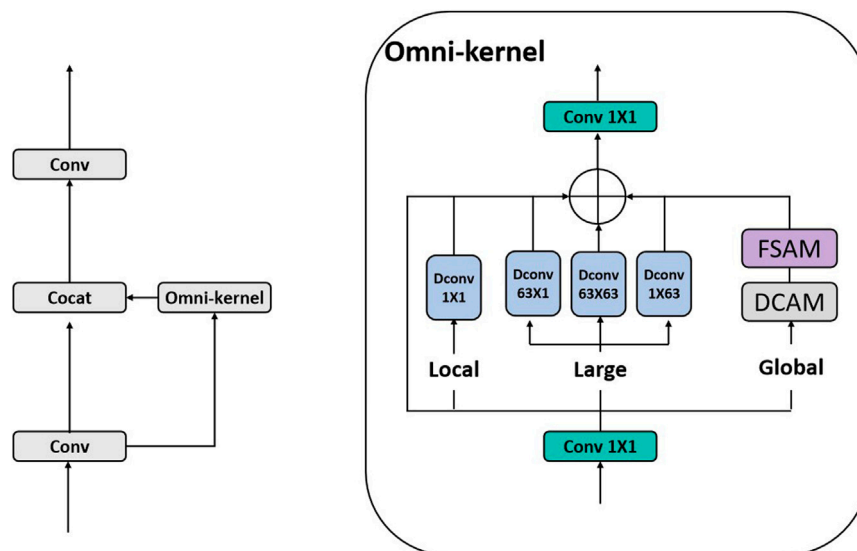 Conv
Cocat
Omni-kernel
Conv
Omni-kernel
Conv 1X1
FSAM
Dconv
1X1
Dconv
63X1
Dconv
63X63
Dconv
1X63
DCAM
Local
Large
Global
Conv 1X1